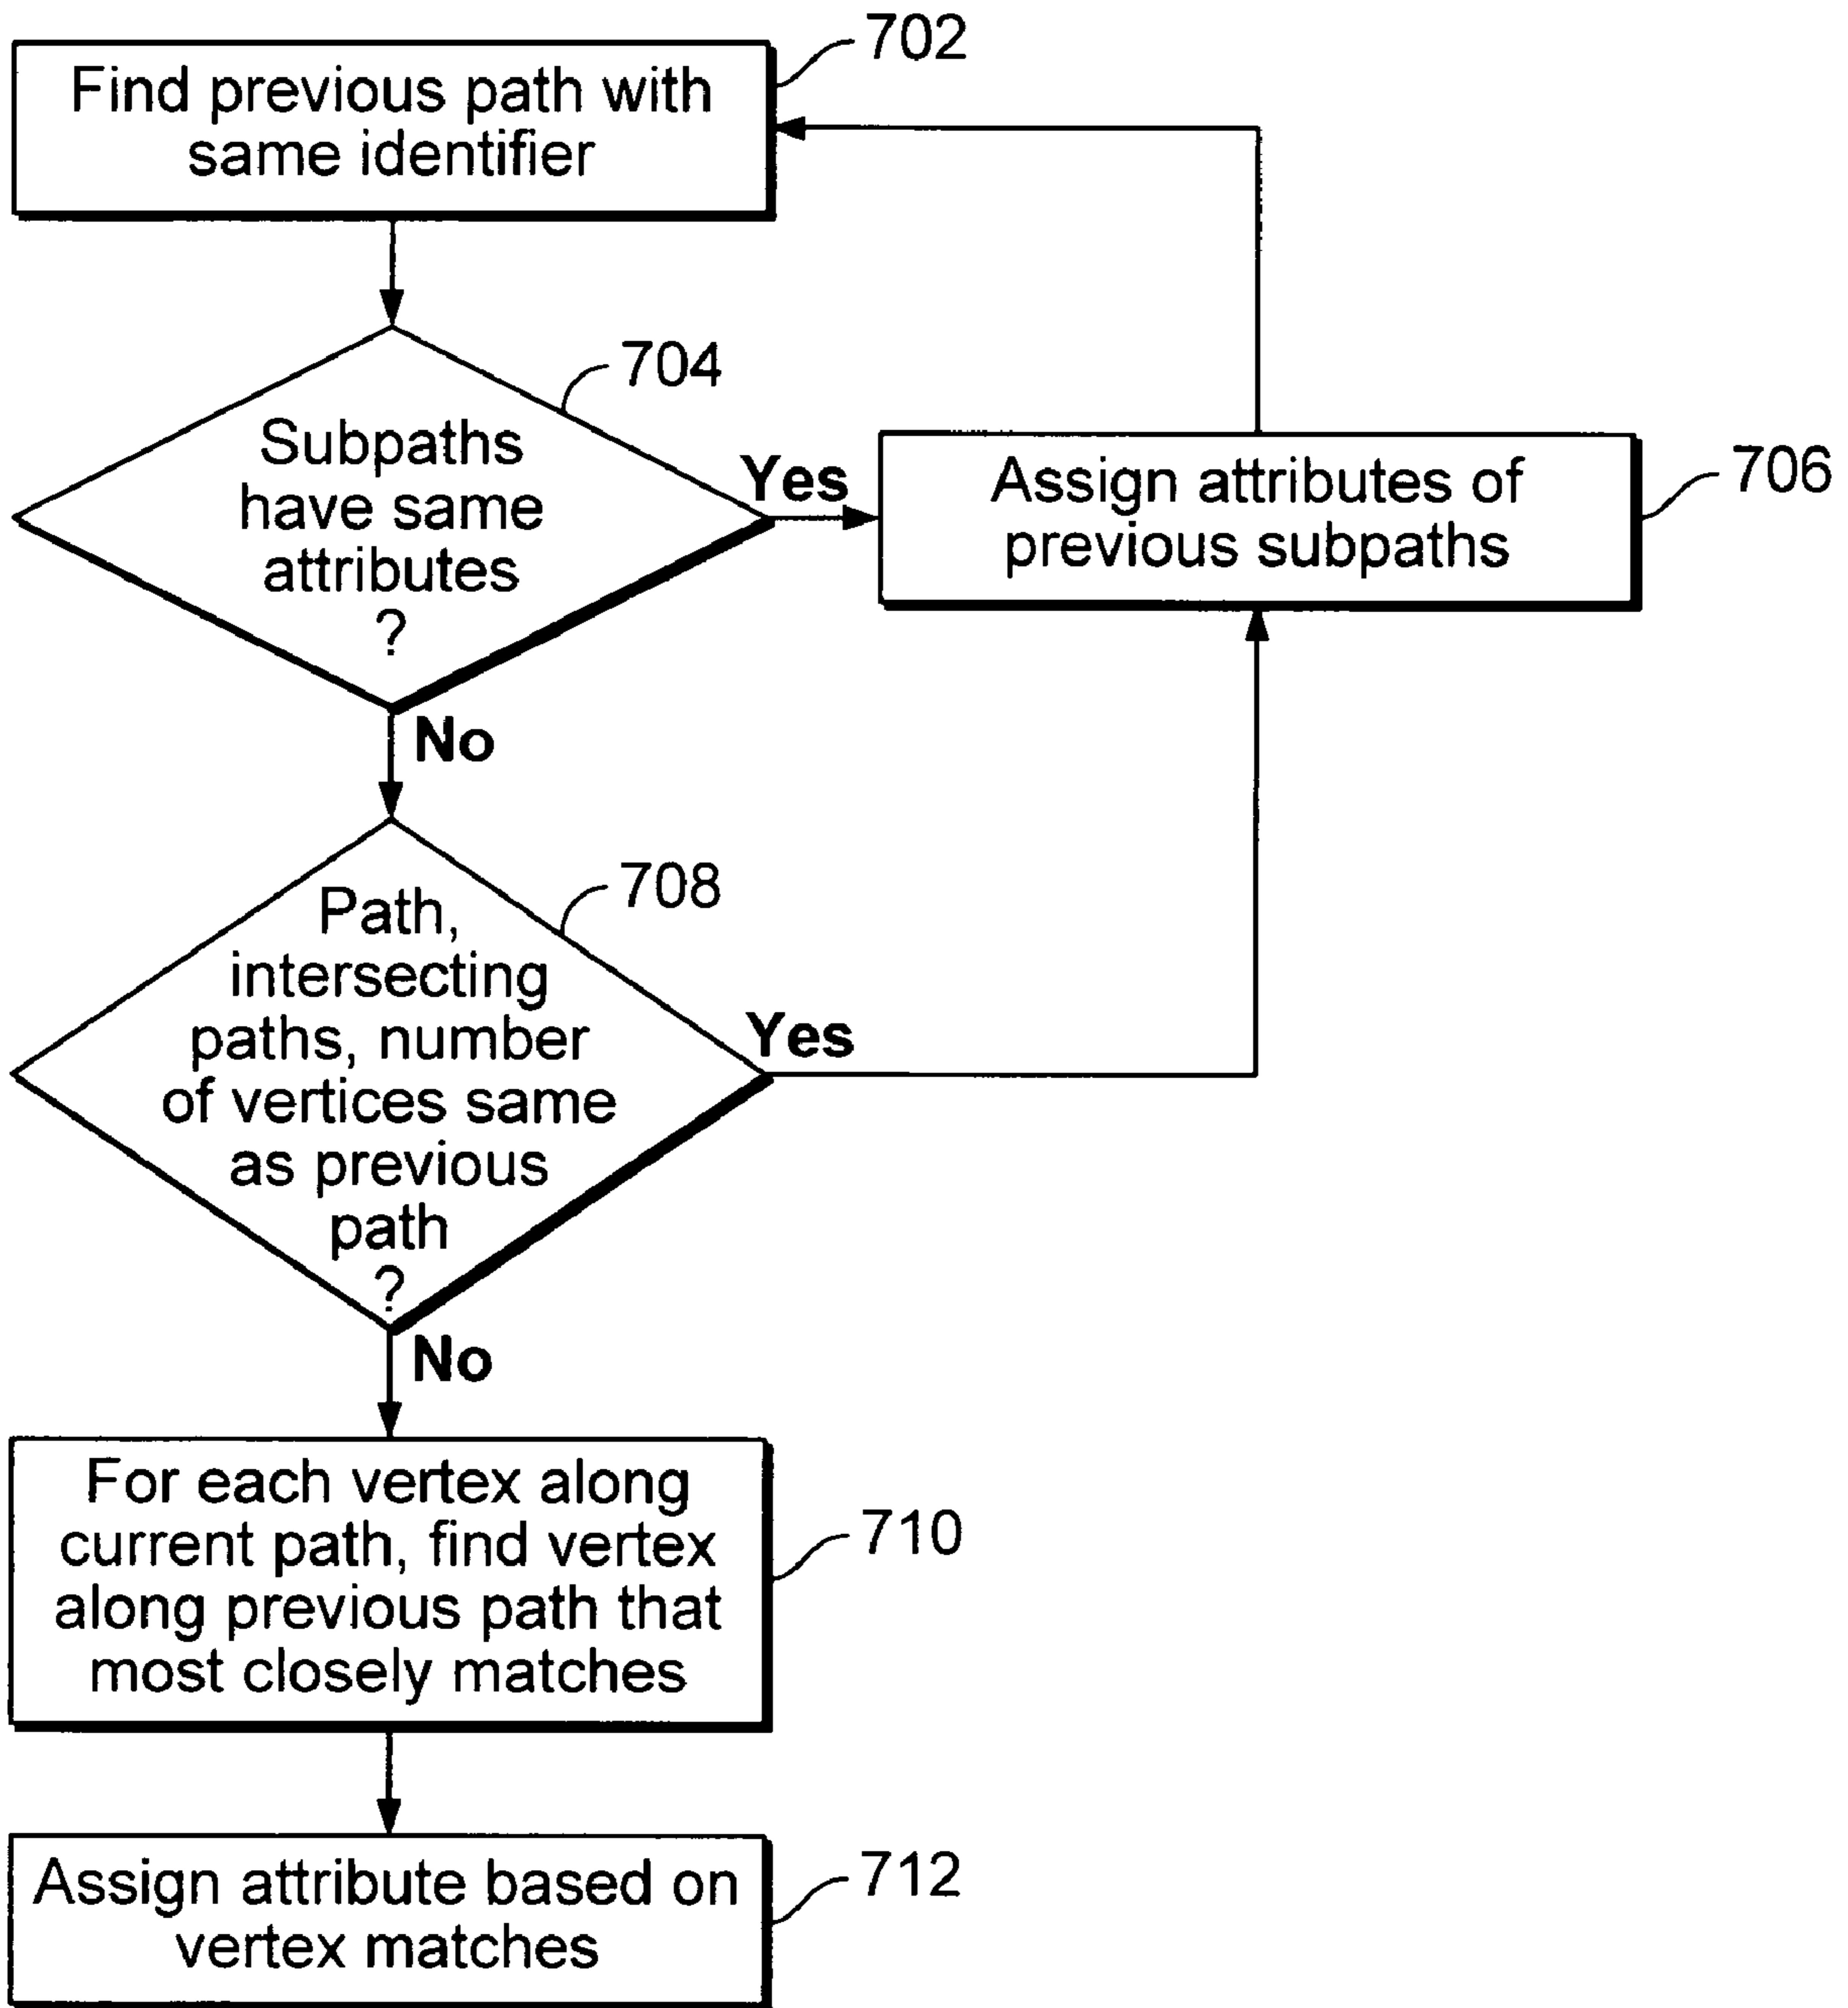 702
Find previous path with
same identifier
704
Subpaths
have same
attributes
?
Yes
Assign attributes of
previous subpaths
706
No
708
Path,
intersecting
paths, number
of vertices same
as previous
path
?
Yes
No
For each vertex along
current path, find vertex
along previous path that
most closely matches
710
Assign attribute based on
vertex matches
712